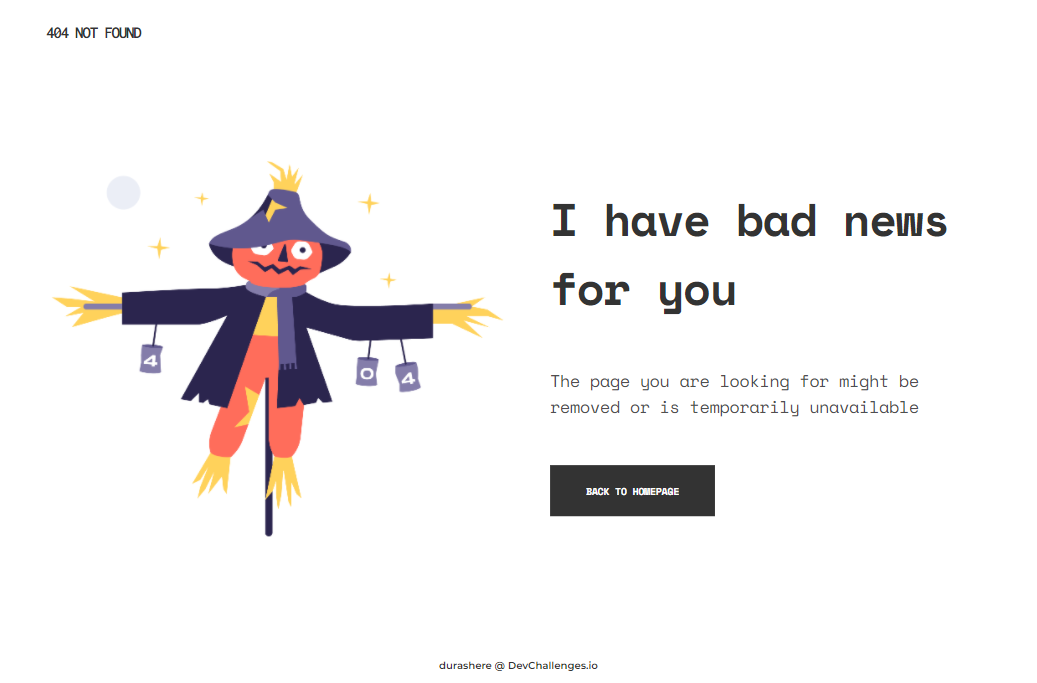 404 NOT FOUND
I have bad news
for you
4
0
4
The page you are looking for might be
removed or is temporarily unavailable
BACK TO HOMEPAGE
durashere @ DevChallenges.io